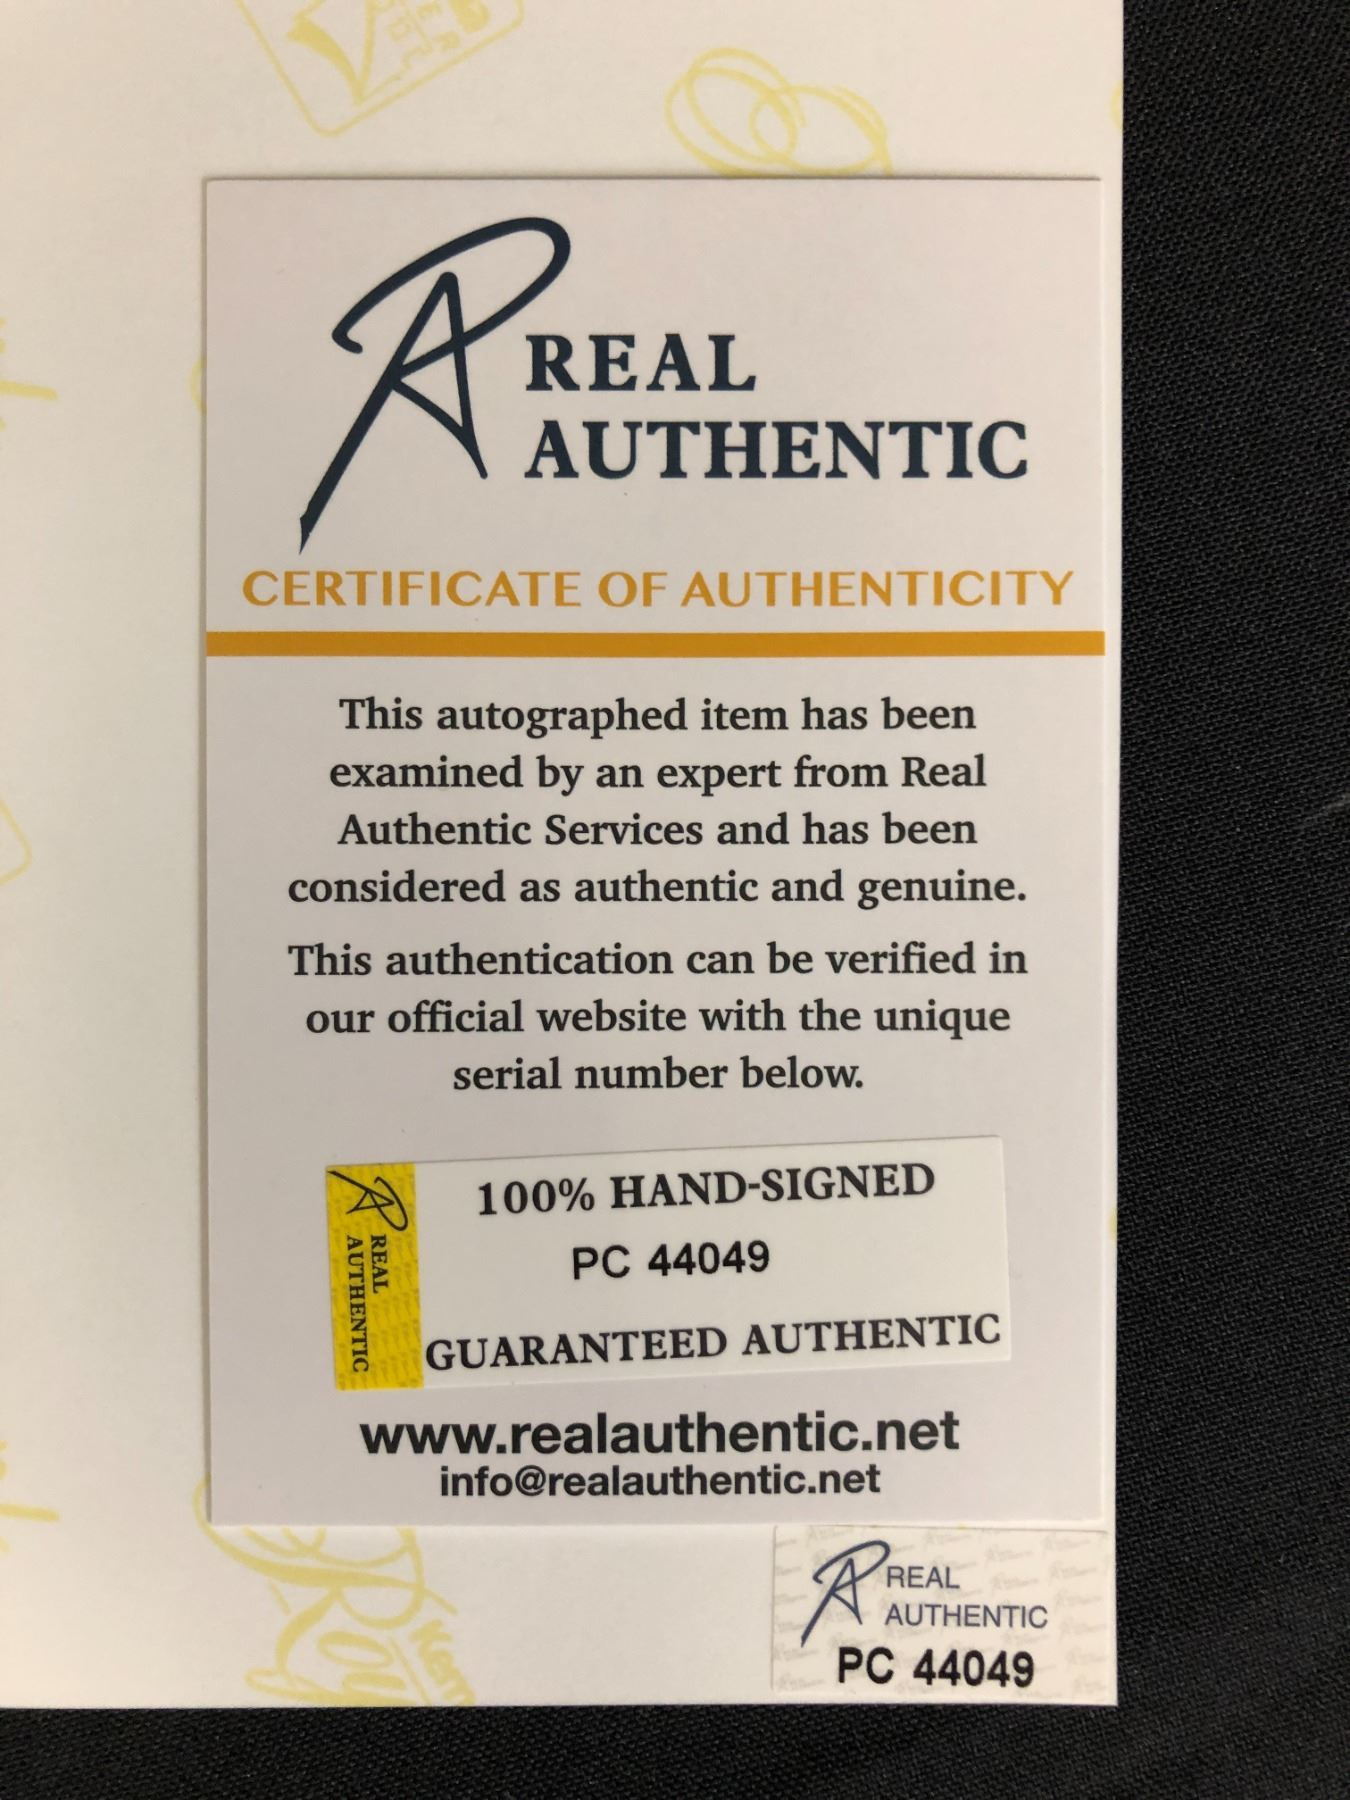 REAL
AUTHENTIC
CERTIFICATE OF AUTHENTICITY
This autographed item has been
examined by an expert from Real
Authentic Services and has been
considered as authentic and genuine.
This authentication can be verified in
our official website with the unique
serial number below.
REAL
AUTHENTIC
100% HAND-SIGNED
PC 44049
GUARANTEED AUTHENTIC
www.realauthentic.net
info@realauthentic.net
REAL
AUTHENTIC
PC 44049